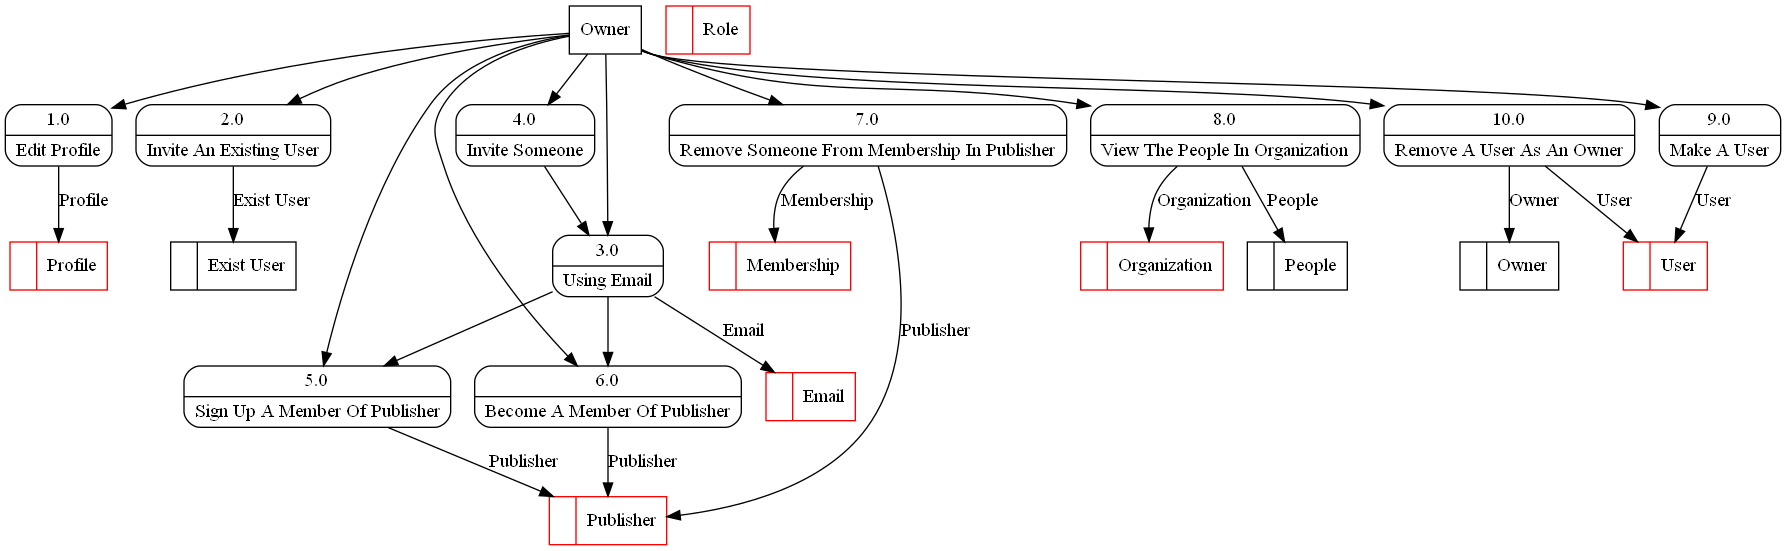 Owner
Role
1.0
Edit Profile
2.0
Invite An Existing User
4.0
Invite Someone
7.0
Remove Someone From Membership In Publisher
8.0
View The People In Organization
10.0
Remove A User As An Owner
9.0
Make A User
Profile
Exist User
Membership
Organization
People
Owner
User
User
3.0
Using Email
Profile
Exist User
Membership
Organization
People
Owner
User
Email
Publisher
5.0
Sign Up A Member Of Publisher
6.0
Become A Member Of Publisher
Email
Publisher
Publisher
Publisher